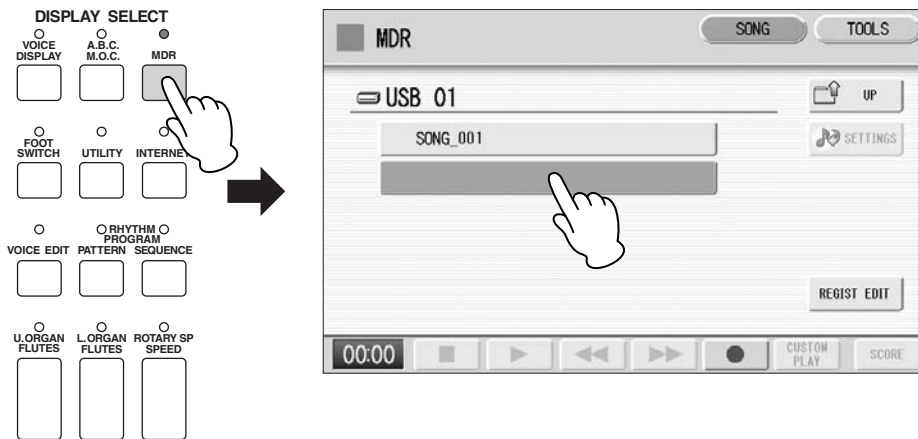 DISPLAY SELECT
VOICE DISPLAY
A.B.C. M.O.C.
MDR
FOOT SWITCH
UTILITY
INTERNET
VOICE EDIT
RHYTHM PROGRAM
PATTERN
SEQUENCE
U.ORGAN FLUTES
L.ORGAN FLUTES
ROTARY SP SPEED
MDR
SONG
TOOLS
USB 01
UP
SONG_001
SETTINGS
REGIST EDIT
00:00
CUSTOM PLAY
SCORE